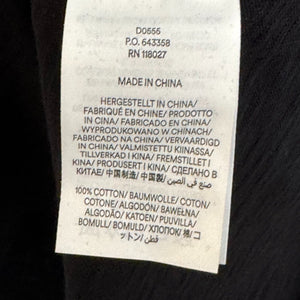 D0555
P.O. 643358
RN 118027
MADE IN CHINA
HERGESTELLT IN CHINA/
FABRIQUÉ EN CHINE/ PRODOTTO
IN CINA/ FABRICADO EN CHINA/
WYPRODUKOWANO W CHINACH/
FABRICADO NA CHINA/ VERVAARDIGD
IN CHINA/ VALMISTETTU KIINASSA/
TILLVERKAD I KINA/ FREMSTILLET I
KINA/ PRODUSERT I KINA/ СДЕЛАНО В
КИТАЕ/ 中国制造/ 中国製/ صنع في الصين
100% COTTON/ BAUMWOLLE/ COTON/
COTONE/ ALGODÓN/ BAWEŁNA/
ALGODÃO/ KATOEN/ PUUVILLA/
BOMULL/ BOMULD/ ХЛОПОК/ 棉/コ
ットン/ قطن